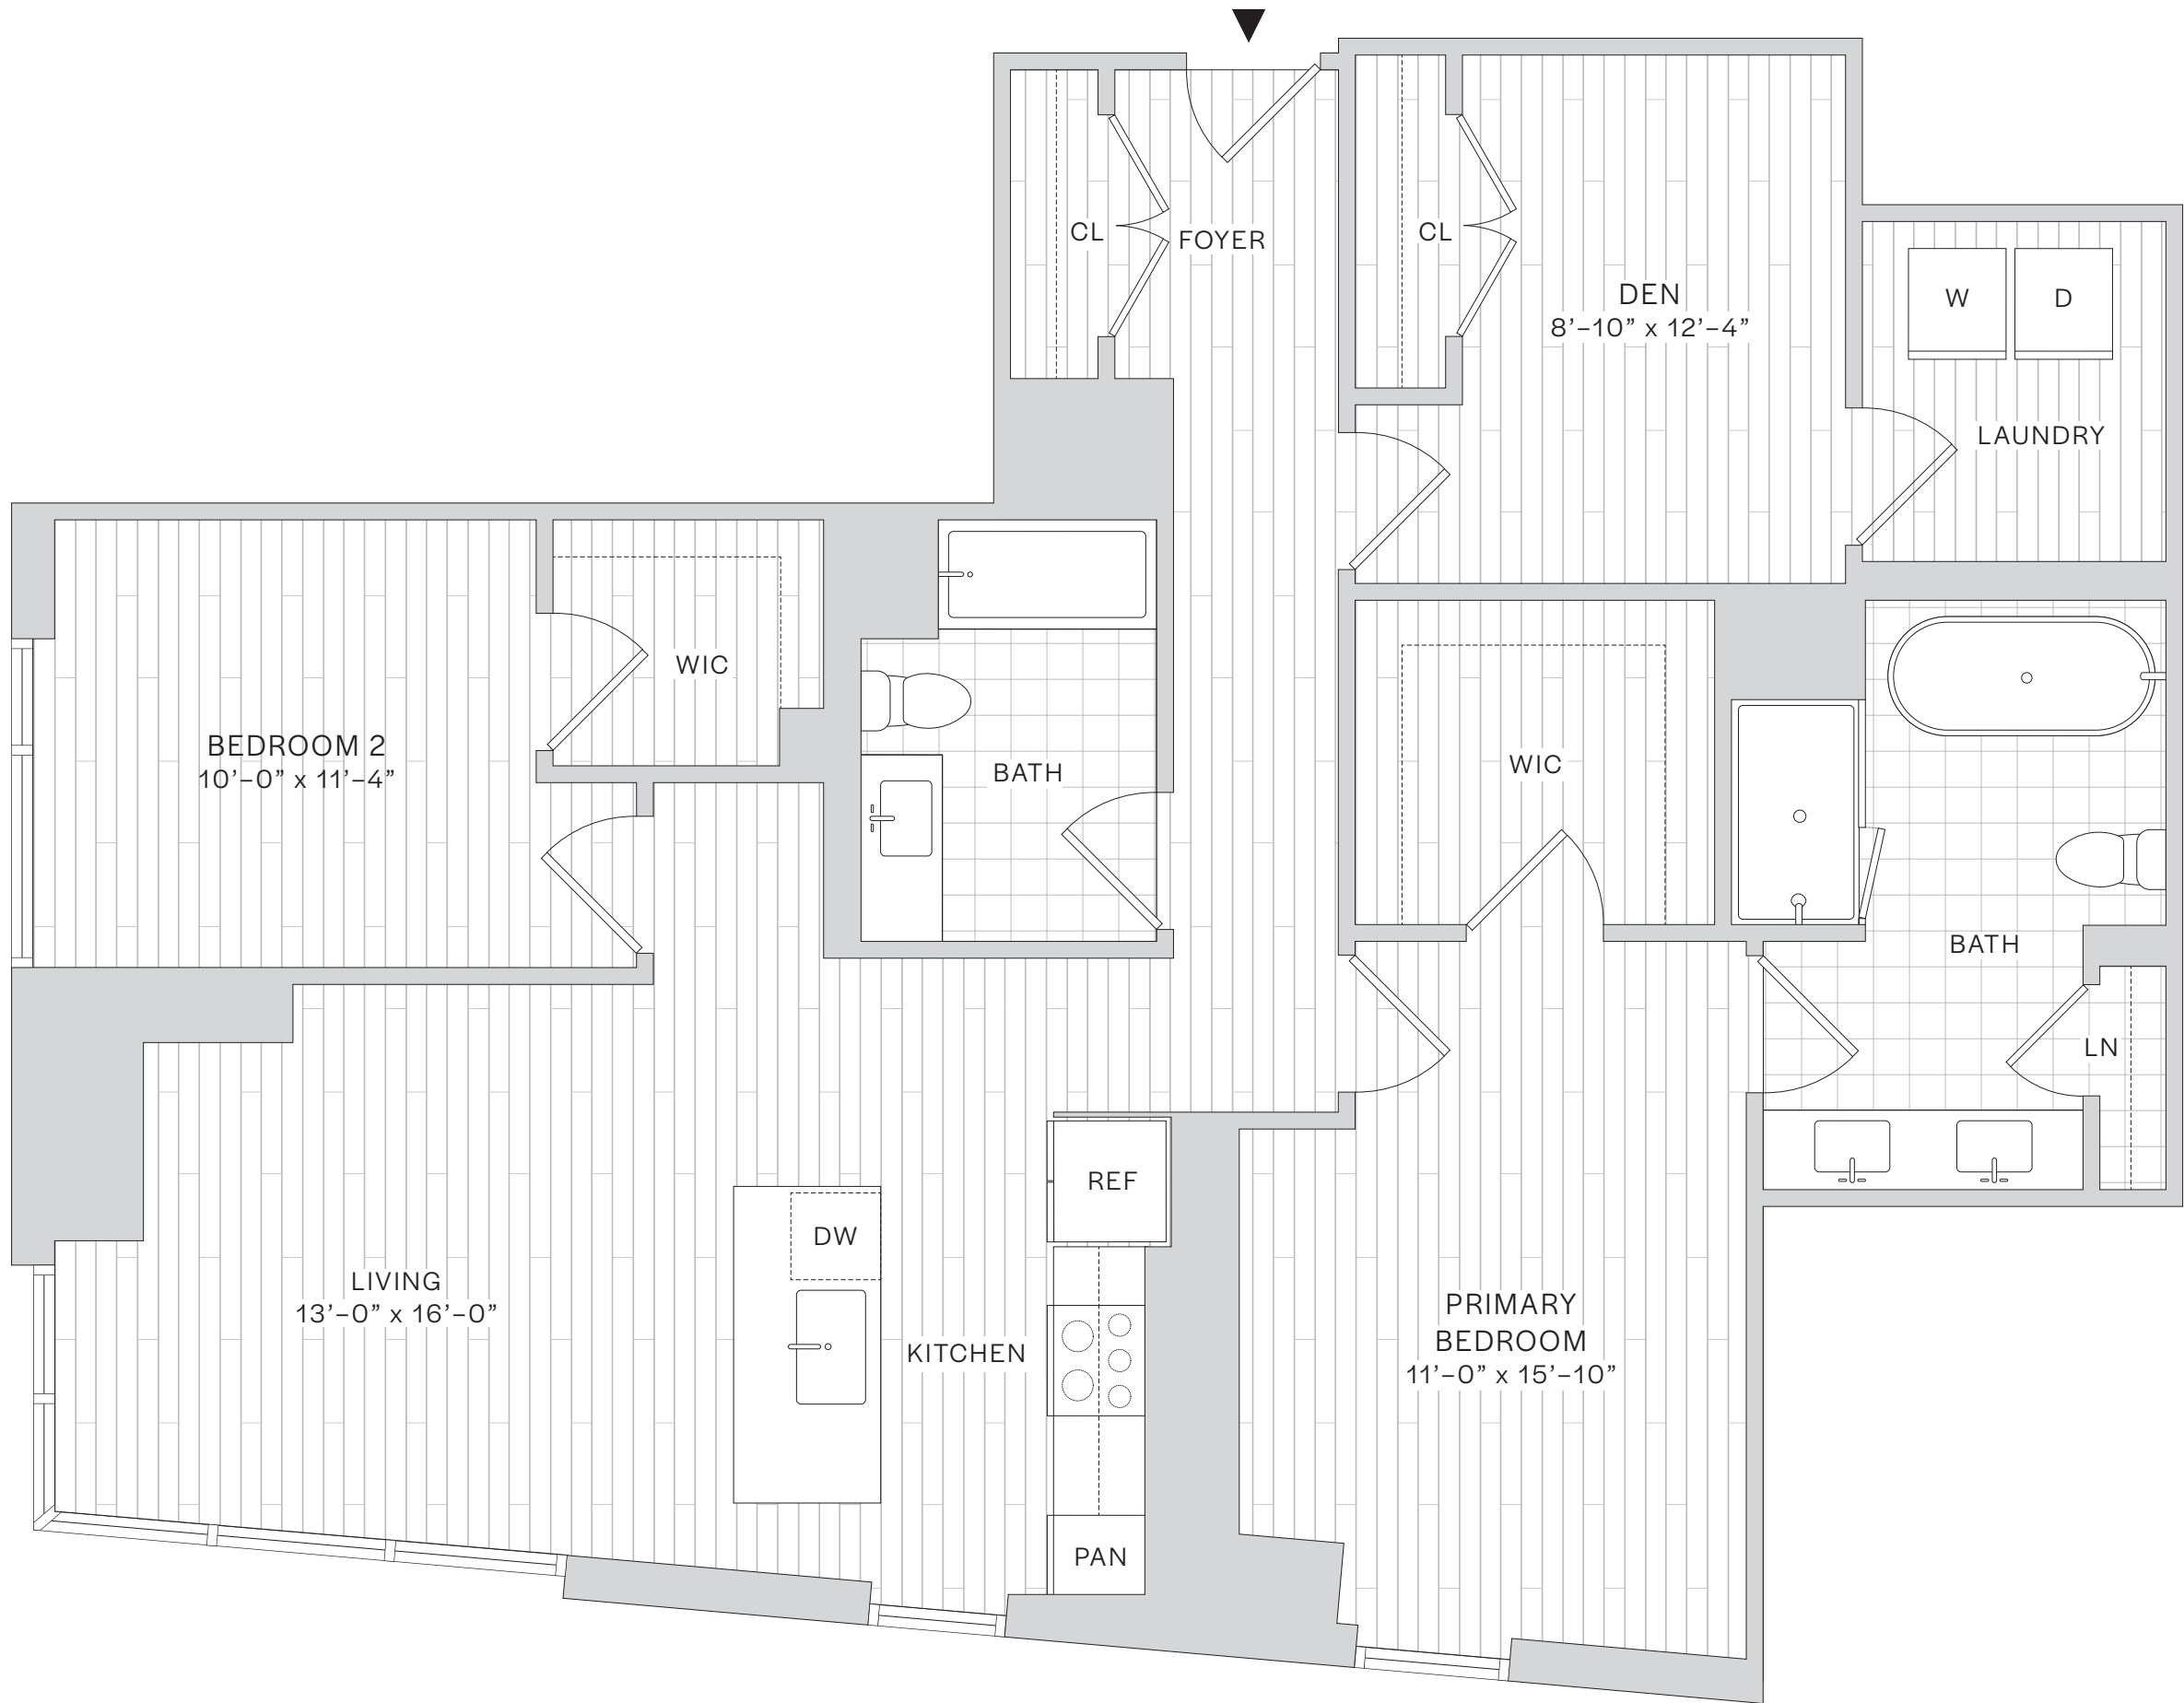 CL
FOYER
CL
DEN
8’–10” x 12’–4”
W
D
LAUNDRY
BEDROOM 2
10’–0” x 11’–4”
WIC
BATH
WIC
BATH
LN
REF
DW
LIVING
13’–0” x 16’–0”
KITCHEN
PRIMARY
BEDROOM
11’–0” x 15’–10”
PAN